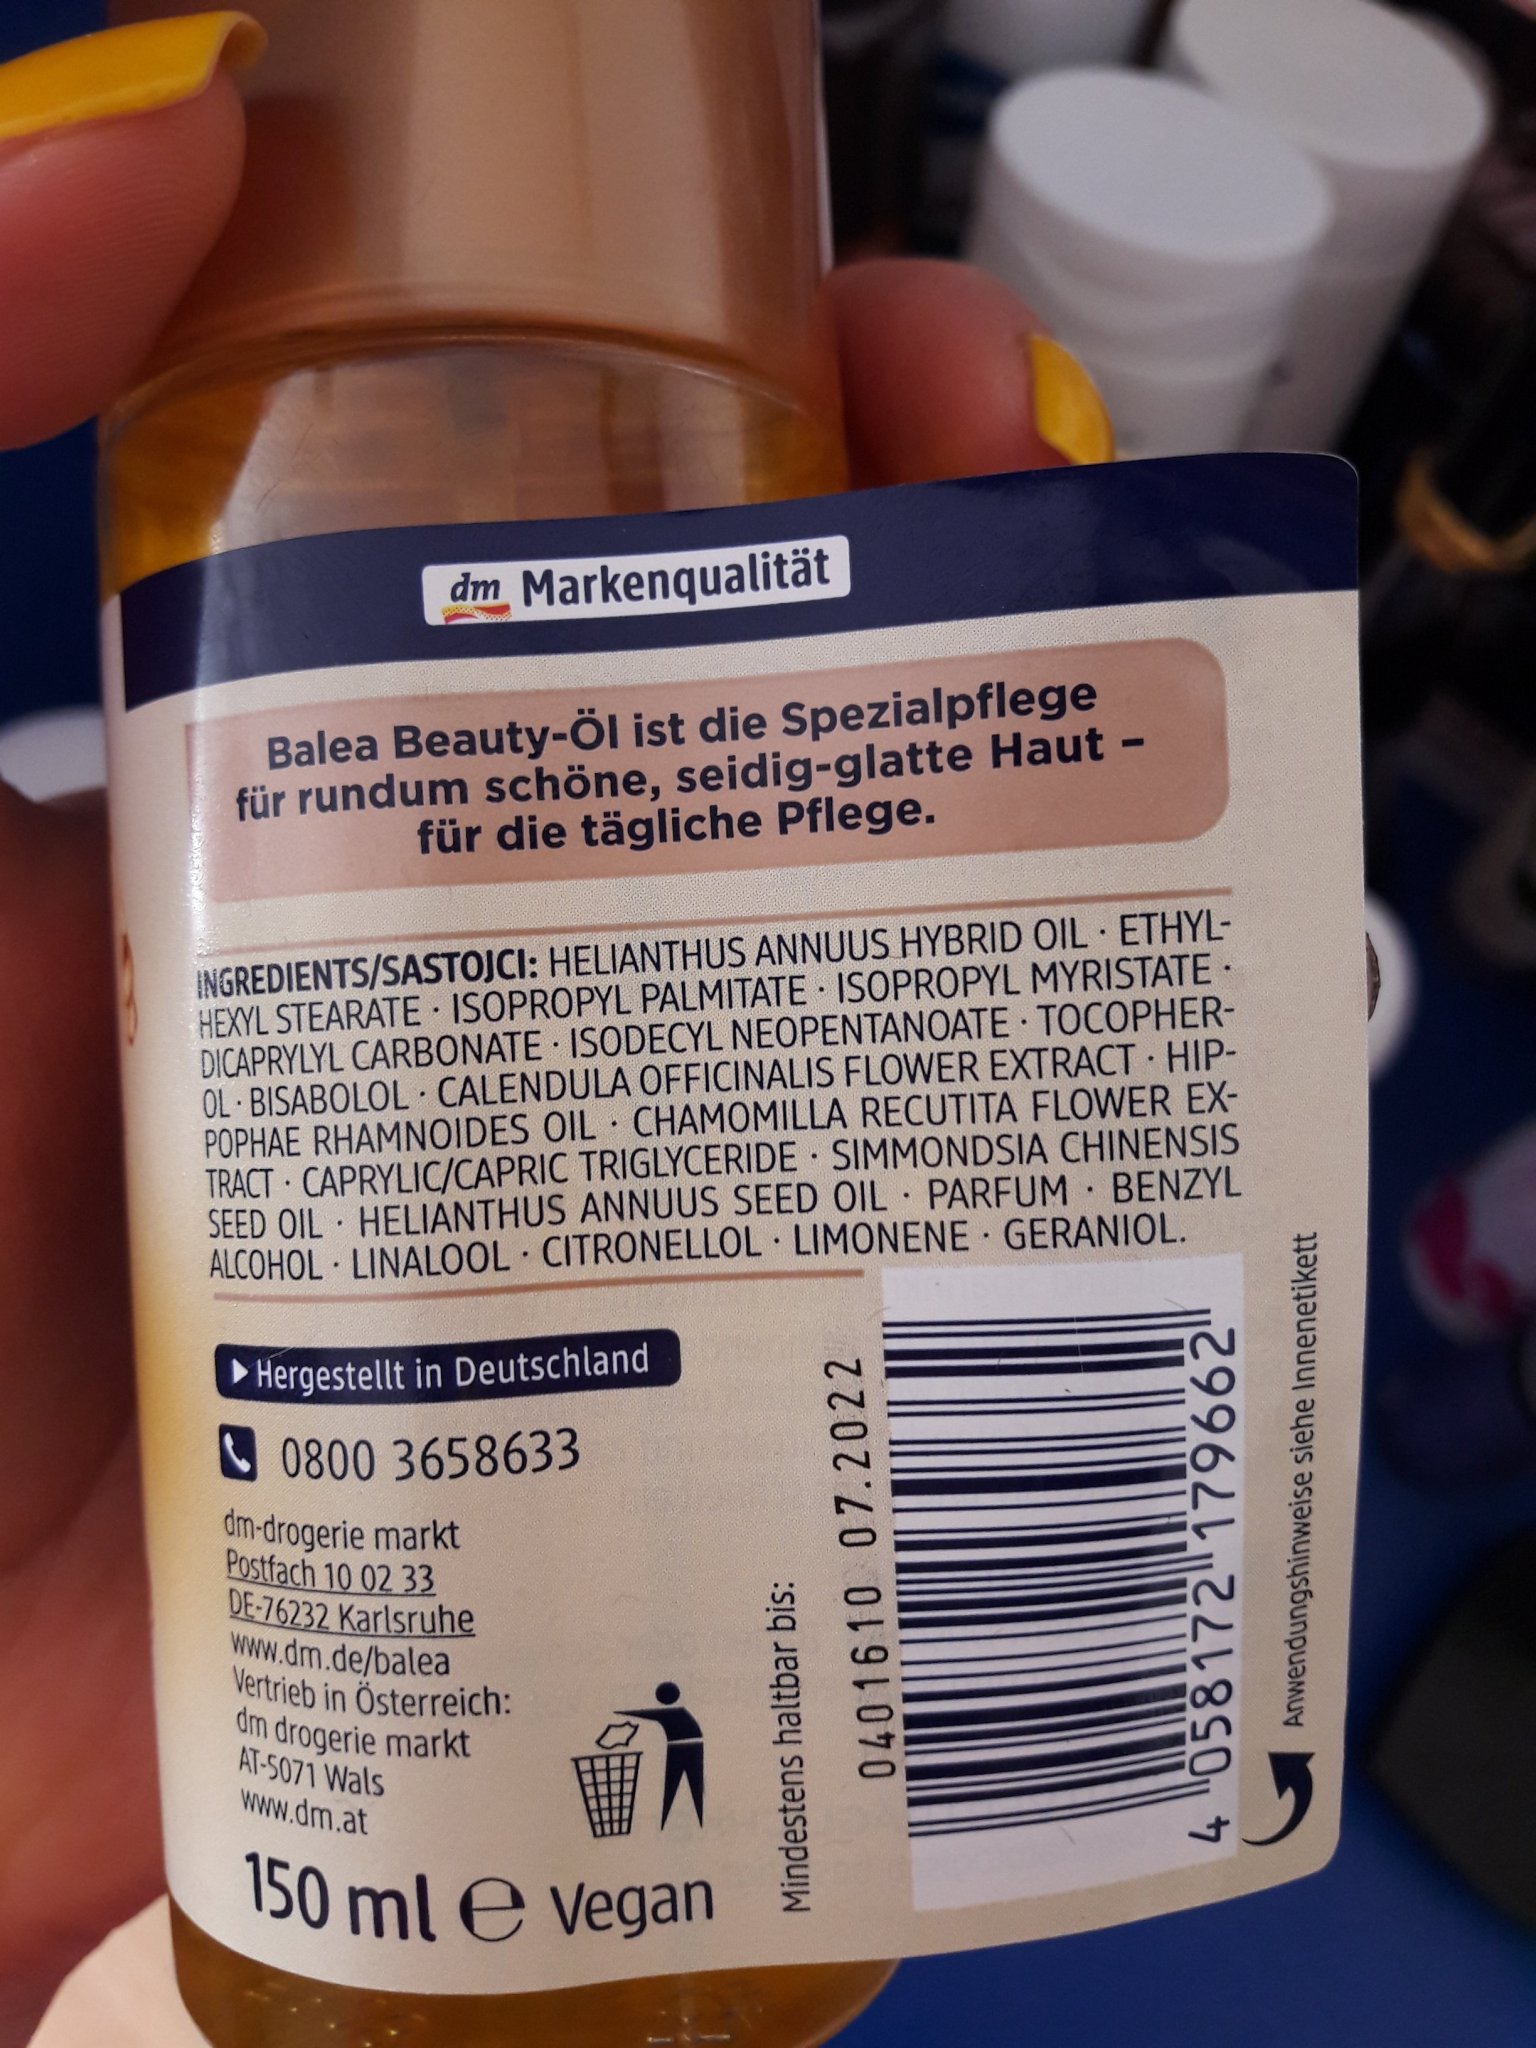 dm Markenqualität
Balea Beauty-Öl ist die Spezialpflege
für rundum schöne, seidig-glatte Haut –
für die tägliche Pflege.
INGREDIENTS/SASTOJCI: HELIANTHUS ANNUUS HYBRID OIL · ETHYL-
HEXYL STEARATE · ISOPROPYL PALMITATE · ISOPROPYL MYRISTATE ·
DICAPRYLYL CARBONATE · ISODECYL NEOPENTANOATE · TOCOPHER-
OL · BISABOLOL · CALENDULA OFFICINALIS FLOWER EXTRACT · HIP-
POPHAE RHAMNOIDES OIL · CHAMOMILLA RECUTITA FLOWER EX-
TRACT · CAPRYLIC/CAPRIC TRIGLYCERIDE · SIMMONDSIA CHINENSIS
SEED OIL · HELIANTHUS ANNUUS SEED OIL · PARFUM · BENZYL
ALCOHOL · LINALOOL · CITRONELLOL · LIMONENE · GERANIOL.
Hergestellt in Deutschland
0800 3658633
dm-drogerie markt
Postfach 10 02 33
DE-76232 Karlsruhe
www.dm.de/balea
Vertrieb in Österreich:
dm drogerie markt
AT-5071 Wals
www.dm.at
150 ml e Vegan
Mindestens haltbar bis:
040 1610 07.2022
4 058172 179662
Anwendungshinweise siehe Innenetikett